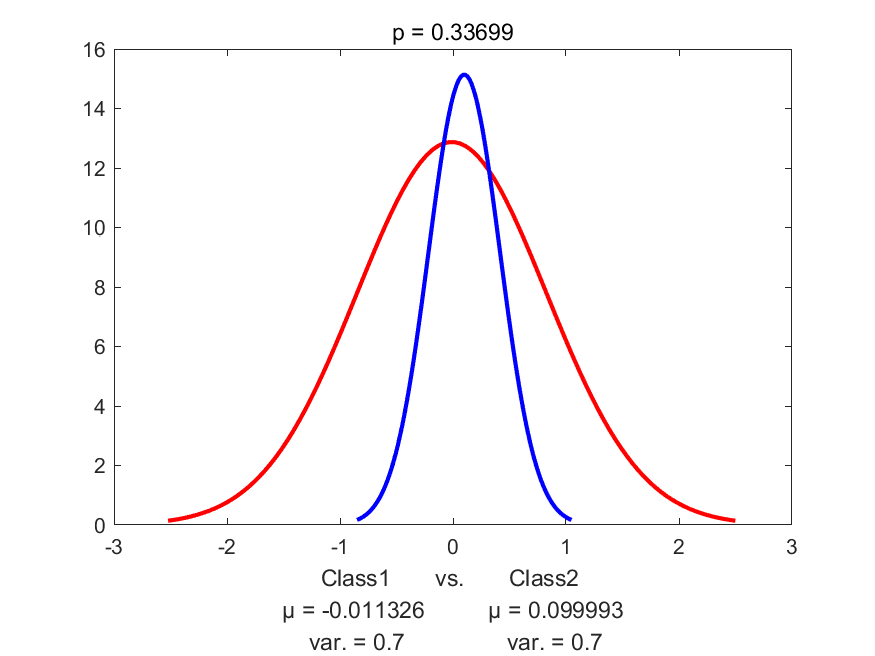 p = 0.33699
16
14
12
10
8
6
4
2
0
-3 -2 -1 0 1 2 3
Class1 vs. Class2
μ = -0.011326 μ = 0.099993
var. = 0.7 var. = 0.7